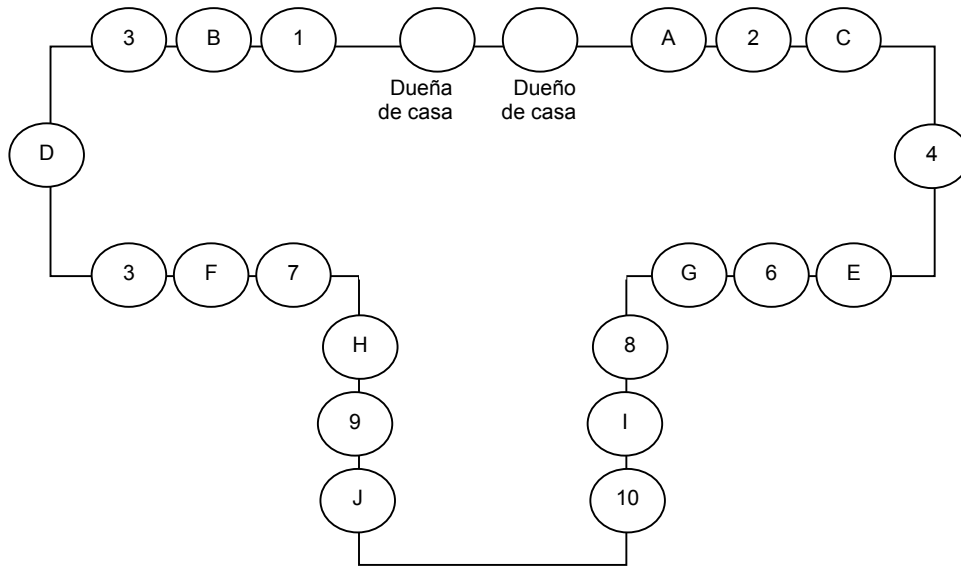 3 B 1 A 2 C
Dueña Dueño
de casa de casa
D 4
3 F 7 G 6 E
H 8
9 I
J 10